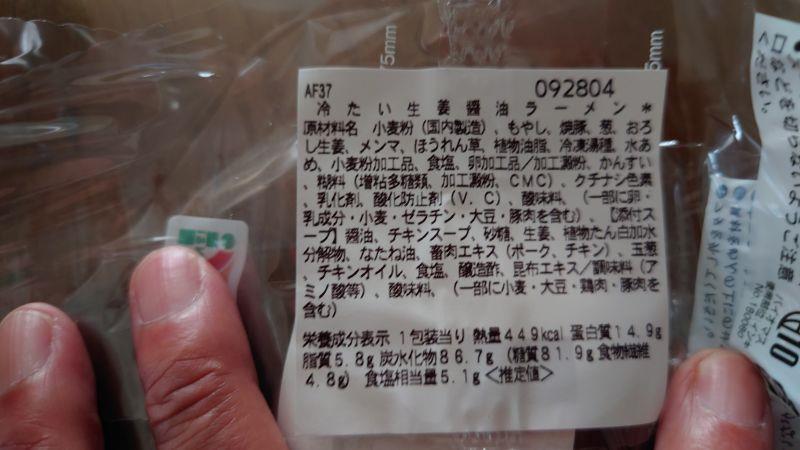 75mm
75mm
AF37 092804
冷たい生姜醤油ラーメン*
原材料名 小麦粉（国内製造）、もやし、焼豚、葱、おろ
し生姜、メンマ、ほうれん草、植物油脂、冷凍湯種、水あ
め、小麦粉加工品、食塩、卵加工品／加工澱粉、かんすい
、糊料（増粘多糖類、加工澱粉、ＣＭＣ）、クチナシ色素
、乳化剤、酸化防止剤（Ｖ．Ｃ）、酸味料、（一部に卵・
乳成分・小麦・ゼラチン・大豆・豚肉を含む）、【添付ス
ープ】醤油、チキンスープ、砂糖、生姜、植物たん白加水
分解物、なたね油、畜肉エキス（ポーク、チキン）、玉葱
、チキンオイル、食塩、醸造酢、昆布エキス／調味料（ア
ミノ酸等）、酸味料、（一部に小麦・大豆・鶏肉・豚肉を
含む）
栄養成分表示 1包装当り 熱量449kcal 蛋白質14.9g
脂質5.8g 炭水化物86.7g （糖質81.9g 食物繊維
4.8g） 食塩相当量5.1g＜推定値＞